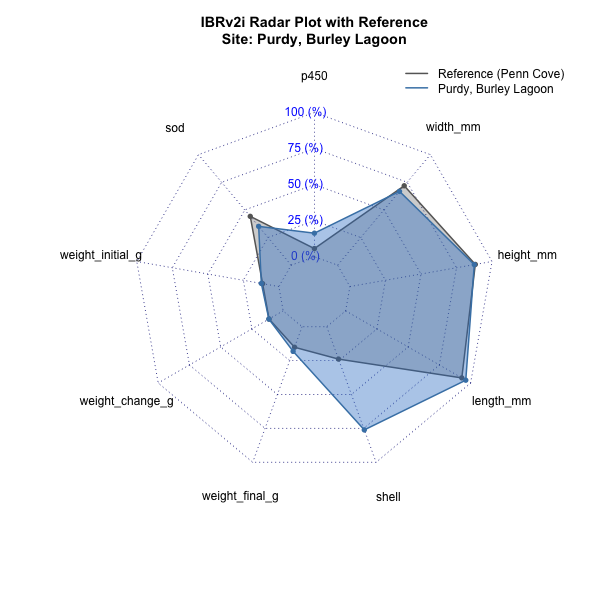 IBRv2i Radar Plot with Reference
Site: Purdy, Burley Lagoon
Reference (Penn Cove)
Purdy, Burley Lagoon
p450
width_mm
height_mm
length_mm
shell
weight_final_g
weight_change_g
weight_initial_g
sod
100 (%)
75 (%)
50 (%)
25 (%)
0 (%)